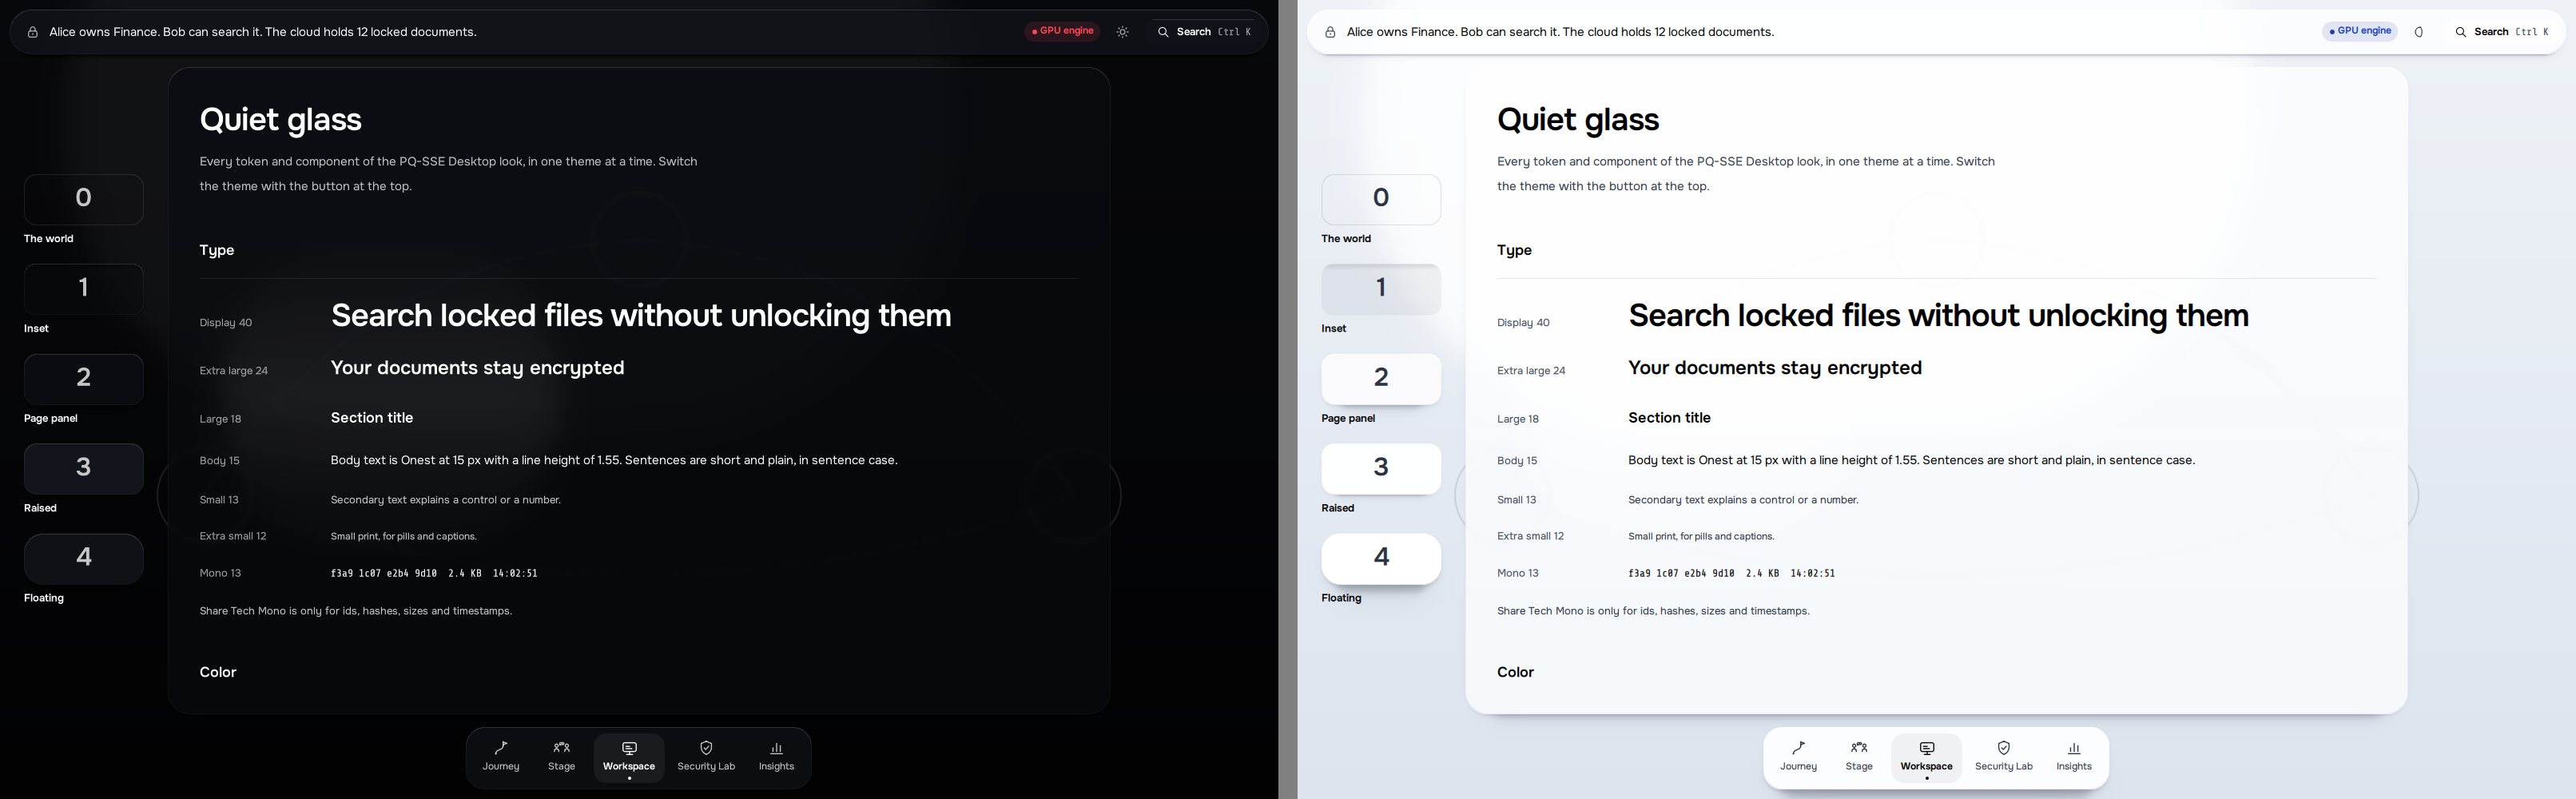 Alice owns Finance. Bob can search it. The cloud holds 12 locked documents.
GPU engine
Search Ctrl K
0
The world
1
Inset
2
Page panel
3
Raised
4
Floating
Quiet glass
Every token and component of the PQ-SSE Desktop look, in one theme at a time. Switch
the theme with the button at the top.
Type
Display 40 Search locked files without unlocking them
Extra large 24 Your documents stay encrypted
Large 18 Section title
Body 15 Body text is Onest at 15 px with a line height of 1.55. Sentences are short and plain, in sentence case.
Small 13 Secondary text explains a control or a number.
Extra small 12 Small print, for pills and captions.
Mono 13 f3a9 1c07 e2b4 9d10 2.4 KB 14:02:51
Share Tech Mono is only for ids, hashes, sizes and timestamps.
Color
Journey Stage Workspace Security Lab Insights
Alice owns Finance. Bob can search it. The cloud holds 12 locked documents.
GPU engine
Search Ctrl K
0
The world
1
Inset
2
Page panel
3
Raised
4
Floating
Quiet glass
Every token and component of the PQ-SSE Desktop look, in one theme at a time. Switch
the theme with the button at the top.
Type
Display 40 Search locked files without unlocking them
Extra large 24 Your documents stay encrypted
Large 18 Section title
Body 15 Body text is Onest at 15 px with a line height of 1.55. Sentences are short and plain, in sentence case.
Small 13 Secondary text explains a control or a number.
Extra small 12 Small print, for pills and captions.
Mono 13 f3a9 1c07 e2b4 9d10 2.4 KB 14:02:51
Share Tech Mono is only for ids, hashes, sizes and timestamps.
Color
Journey Stage Workspace Security Lab Insights